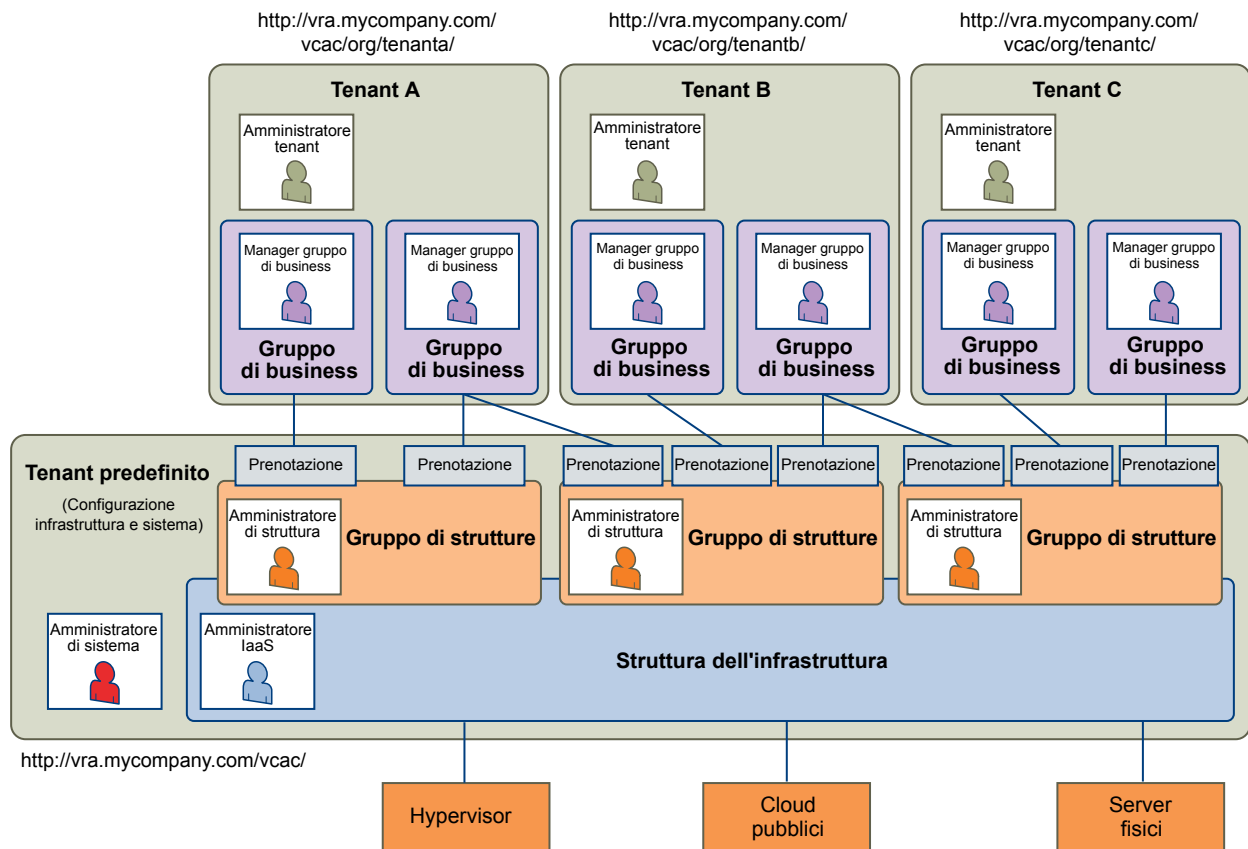 http://vra.mycompany.com/
vcac/org/tenanta/
http://vra.mycompany.com/
vcac/org/tenantb/
http://vra.mycompany.com/
vcac/org/tenantc/
Tenant A
Amministratore
tenant
Manager gruppo
di business
Gruppo
di business
Manager gruppo
di business
Gruppo
di business
Tenant B
Amministratore
tenant
Manager gruppo
di business
Gruppo
di business
Manager gruppo
di business
Gruppo
di business
Tenant C
Amministratore
tenant
Manager gruppo
di business
Gruppo
di business
Manager gruppo
di business
Gruppo
di business
Tenant predefinito
(Configurazione
infrastruttura e sistema)
Prenotazione
Prenotazione
Prenotazione
Prenotazione
Prenotazione
Prenotazione
Prenotazione
Prenotazione
Amministratore
di struttura
Gruppo di strutture
Amministratore
di struttura
Gruppo di strutture
Amministratore
di struttura
Gruppo di strutture
Amministratore
di sistema
Amministratore
IaaS
Struttura dell'infrastruttura
http://vra.mycompany.com/vcac/
Hypervisor
Cloud
pubblici
Server
fisici